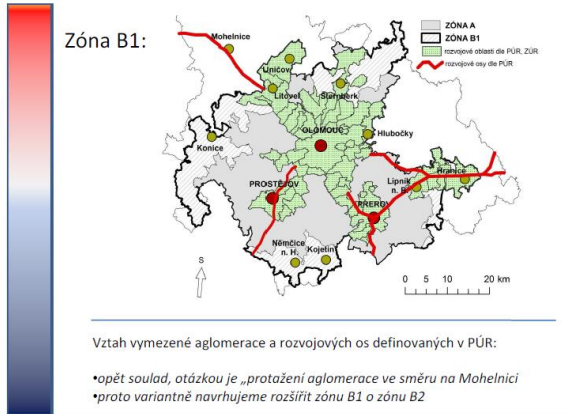 Zóna B1:
ZÓNA A
ZÓNA B1
rozvojové oblasti dle PÚR, ZÚR
rozvojové osy dle PÚR
Mohelnice
Uničov
Litovel
Šternberk
OLOMOUC
Hlubočky
Konice
Hranice
Lipník
n. B.
PROSTĚJOV
PŘEROV
Němčice
n. H.
Kojetín
S
0 5 10 20 km
Vztah vymezené aglomerace a rozvojových os definovaných v PÚR:
•opět soulad, otázkou je „protažení aglomerace ve směru na Mohelnici
•proto variantně navrhujeme rozšířit zónu B1 o zónu B2